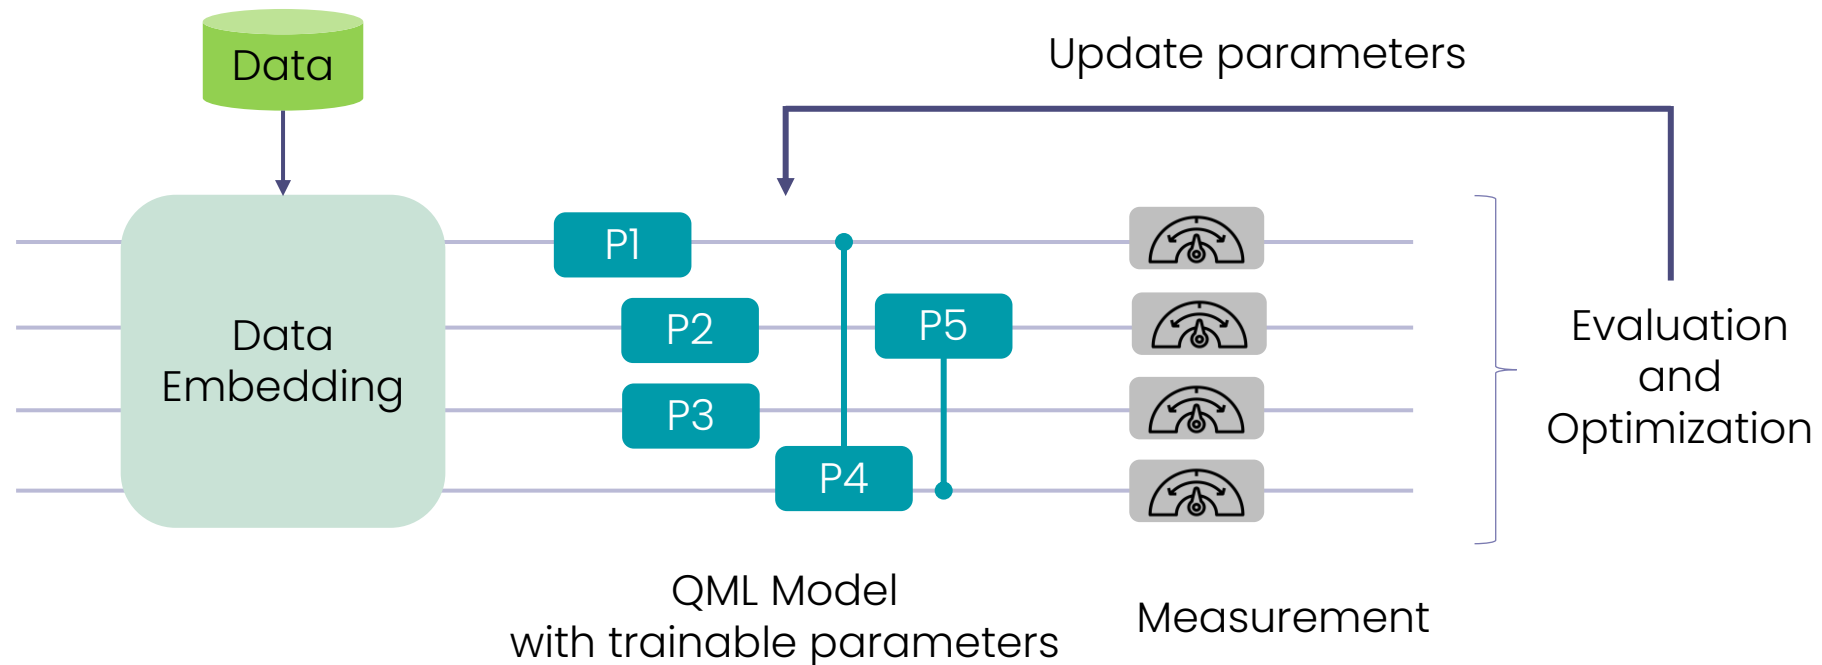 Data
Update parameters
Data
Embedding
P1
P2
P3
P4
P5
Evaluation
and
Optimization
QML Model
with trainable parameters
Measurement